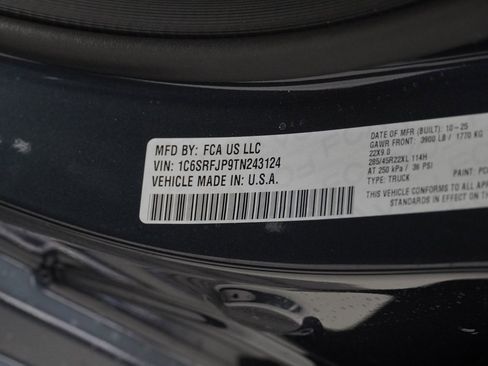 MFD BY: FCA US LLC
VIN: 1C6SRFJP9TN243124
VEHICLE MADE IN: U.S.A.
DATE OF MFR (BUILT): 10-25
GAWR FRONT: 3900 LB / 1770 KG
22X9.0
285/45R22XL 114H
AT 250 kPa / 36 PSI
TYPE: TRUCK PAINT: PC
THIS VEHICLE CONFORMS TO ALL
STANDARDS IN EFFECT ON